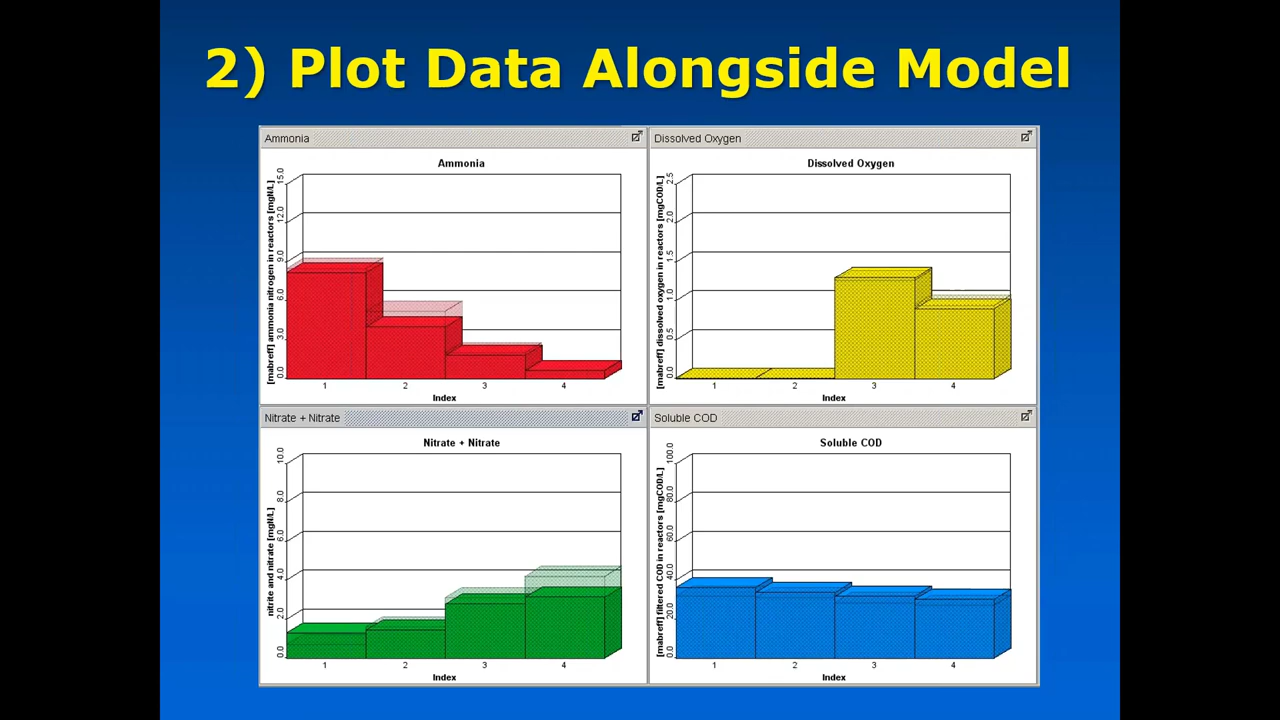 2) Plot Data Alongside Model
Ammonia
Ammonia
[mabreff] ammonia nitrogen in reactors [mgN/L]
15.0
12.0
9.0
6.0
3.0
0.0
1 2 3 4
Index
Dissolved Oxygen
Dissolved Oxygen
[mabreff] dissolved oxygen in reactors [mgCOD/L]
2.5
2.0
1.5
1.0
0.5
0.0
1 2 3 4
Index
Nitrate + Nitrate
Nitrate + Nitrate
nitrite and nitrate [mgN/L]
10.0
8.0
6.0
4.0
2.0
0.0
1 2 3 4
Index
Soluble COD
Soluble COD
[mabreff] filtered COD in reactors [mgCOD/L]
100.0
80.0
60.0
40.0
20.0
0.0
1 2 3 4
Index